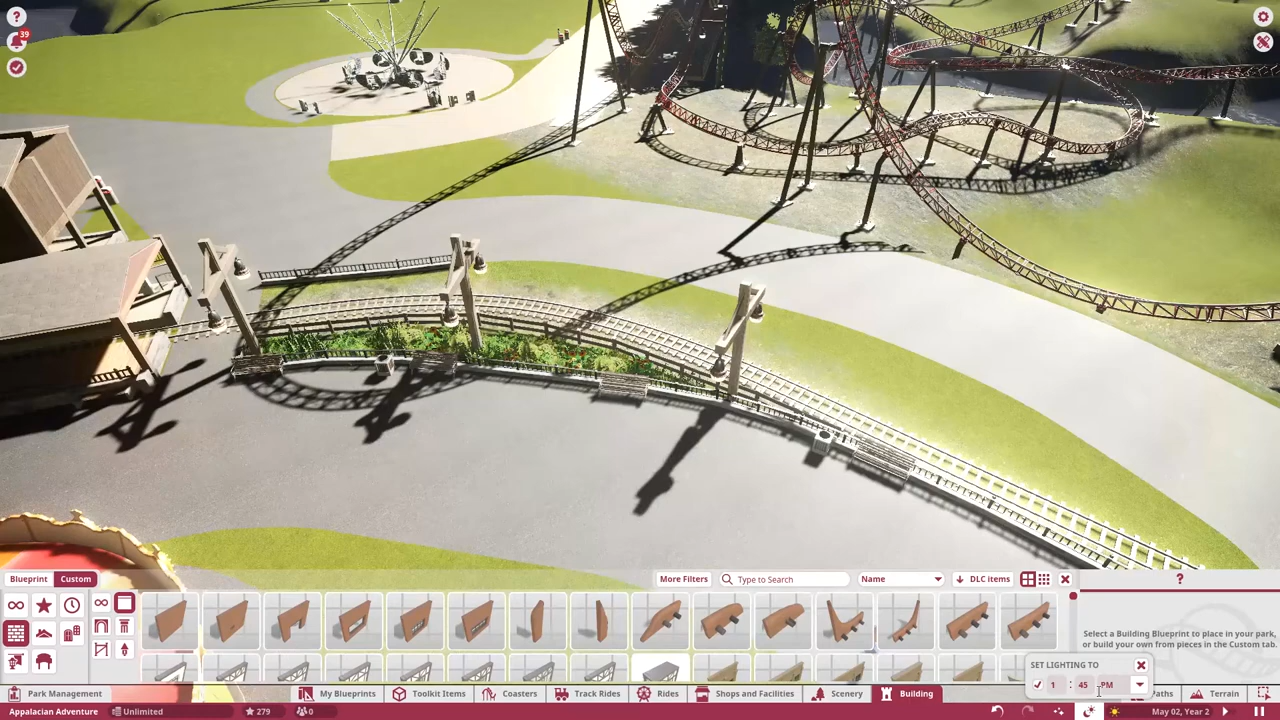 39
Blueprint
Custom
More Filters
Type to Search
Name
DLC items
Select a Building Blueprint to place in your park,
or build your own from pieces in the Custom tab.
SET LIGHTING TO
1 : 45 PM
Park Management
My Blueprints
Toolkit Items
Coasters
Track Rides
Rides
Shops and Facilities
Scenery
Building
Paths
Terrain
Appalacian Adventure
Unlimited
279
0
May 02, Year 2